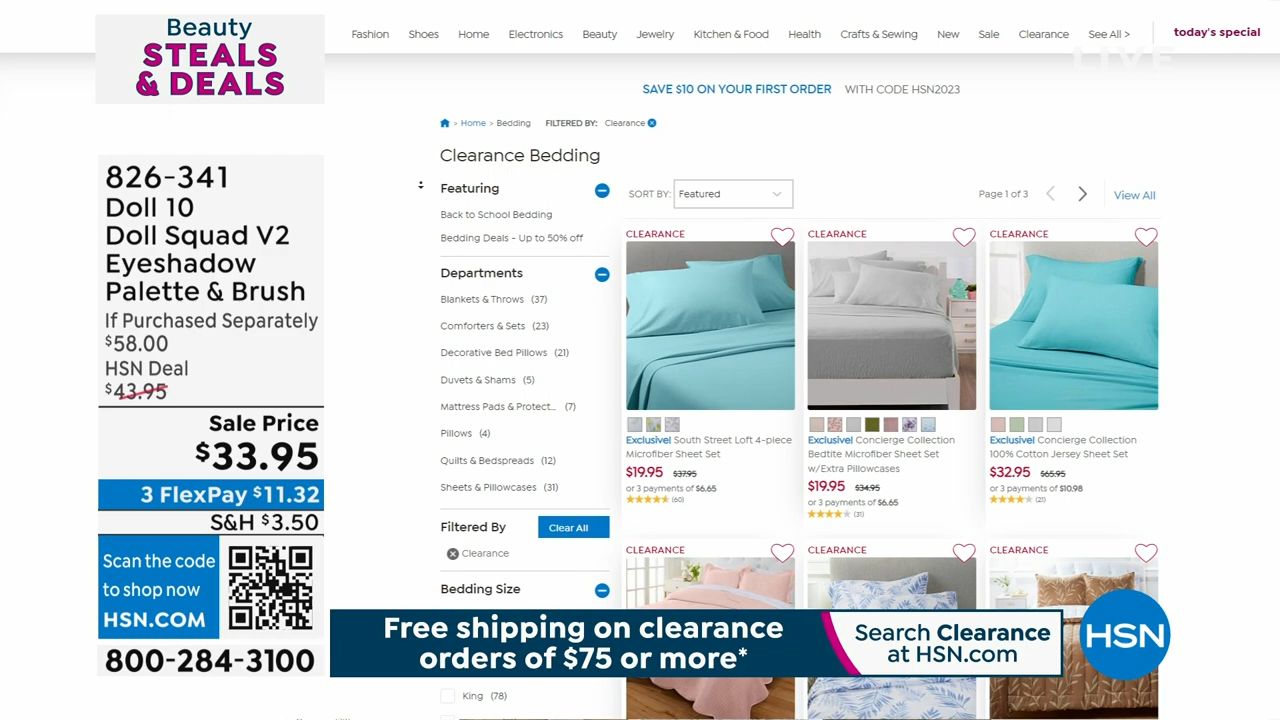 Beauty
STEALS
& DEALS
826-341
Doll 10
Doll Squad V2
Eyeshadow
Palette & Brush
If Purchased Separately
$58.00
HSN Deal
$43.95
Sale Price
$33.95
3 FlexPay $11.32
S&H $3.50
Scan the code
to shop now
HSN.COM
800-284-3100
Fashion Shoes Home Electronics Beauty Jewelry Kitchen & Food Health Crafts & Sewing New Sale Clearance See All > today's special
LIVE
SAVE $10 ON YOUR FIRST ORDER WITH CODE HSN2023
> Home > Bedding FILTERED BY: Clearance
Clearance Bedding
Featuring
Back to School Bedding
Bedding Deals - Up to 50% off
Departments
Blankets & Throws (37)
Comforters & Sets (23)
Decorative Bed Pillows (21)
Duvets & Shams (5)
Mattress Pads & Protect... (7)
Pillows (4)
Quilts & Bedspreads (12)
Sheets & Pillowcases (31)
Filtered By Clear All
Clearance
Bedding Size
King (78)
SORT BY: Featured Page 1 of 3 View All
CLEARANCE
Exclusive! South Street Loft 4-piece
Microfiber Sheet Set
$19.95 $37.95
or 3 payments of $6.65
(60)
CLEARANCE
Exclusive! Concierge Collection
Bedtite Microfiber Sheet Set
w/Extra Pillowcases
$19.95 $34.95
or 3 payments of $6.65
(31)
CLEARANCE
Exclusive! Concierge Collection
100% Cotton Jersey Sheet Set
$32.95 $65.95
or 3 payments of $10.98
(21)
CLEARANCE CLEARANCE CLEARANCE
Free shipping on clearance
orders of $75 or more*
Search Clearance
at HSN.com
HSN